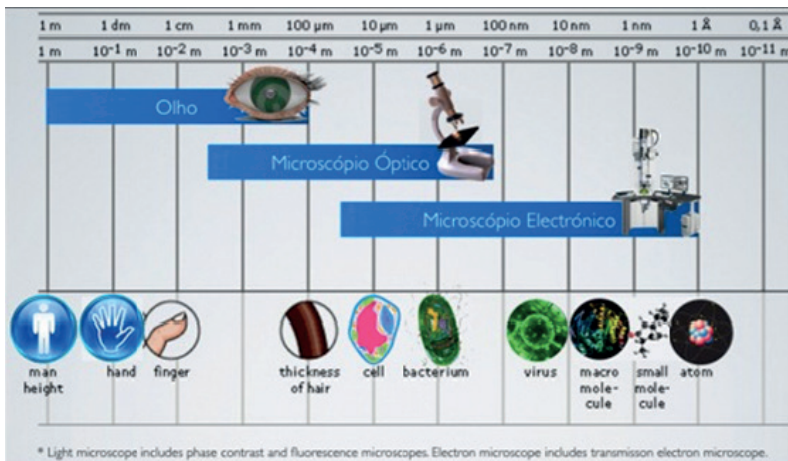 1 m 1 dm 1 cm 1 mm 100 μm 10 μm 1 μm 100 nm 10 nm 1 nm 1 Å 0,1 Å
1 m 10⁻¹ m 10⁻² m 10⁻³ m 10⁻⁴ m 10⁻⁵ m 10⁻⁶ m 10⁻⁷ m 10⁻⁸ m 10⁻⁹ m 10⁻¹⁰ m 10⁻¹¹ m
Olho
Microscópio Óptico
Microscópio Electrónico
man height
hand
finger
thickness of hair
cell
bacterium
virus
macro mole-cule
small mole-cule
atom
* Light microscope includes phase contrast and fluorescence microscopes. Electron microscope includes transmisson electron microscope.